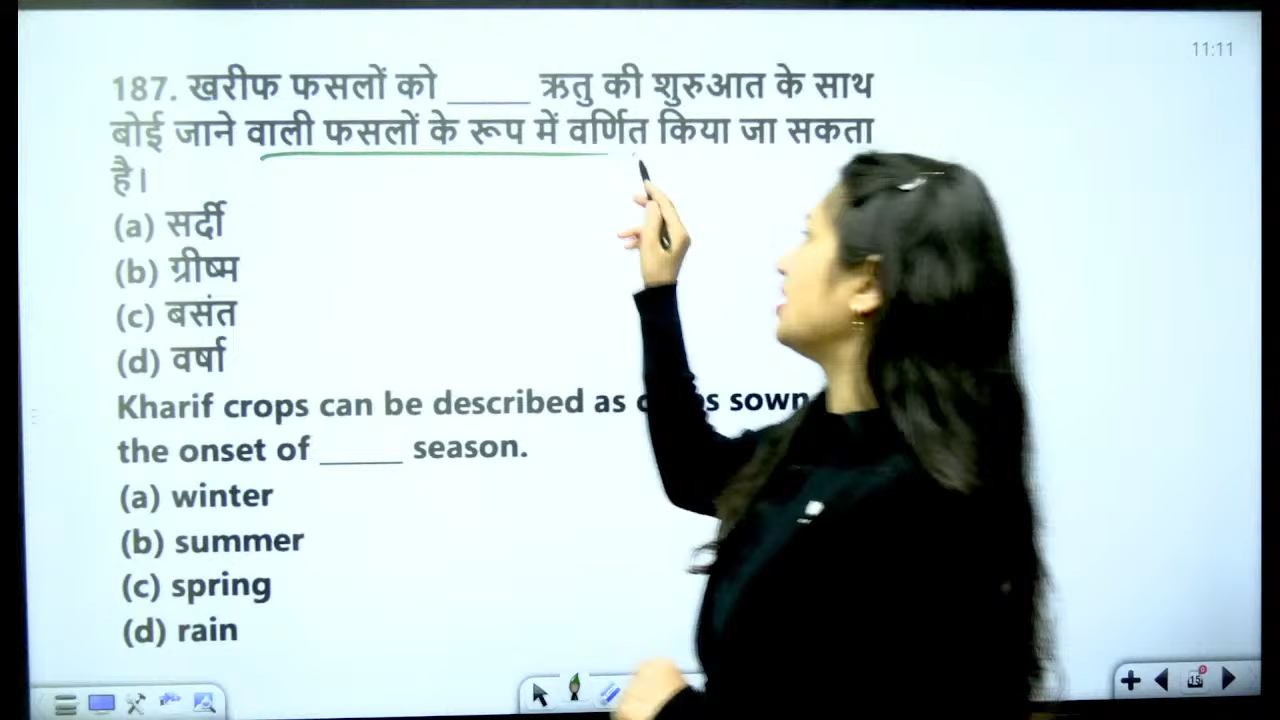 11:11
187. खरीफ फसलों को _____ ऋतु की शुरुआत के साथ
बोई जाने वाली फसलों के रूप में वर्णित किया जा सकता
है।
(a) सर्दी
(b) ग्रीष्म
(c) बसंत
(d) वर्षा
Kharif crops can be described as sown
the onset of _____ season.
(a) winter
(b) summer
(c) spring
(d) rain